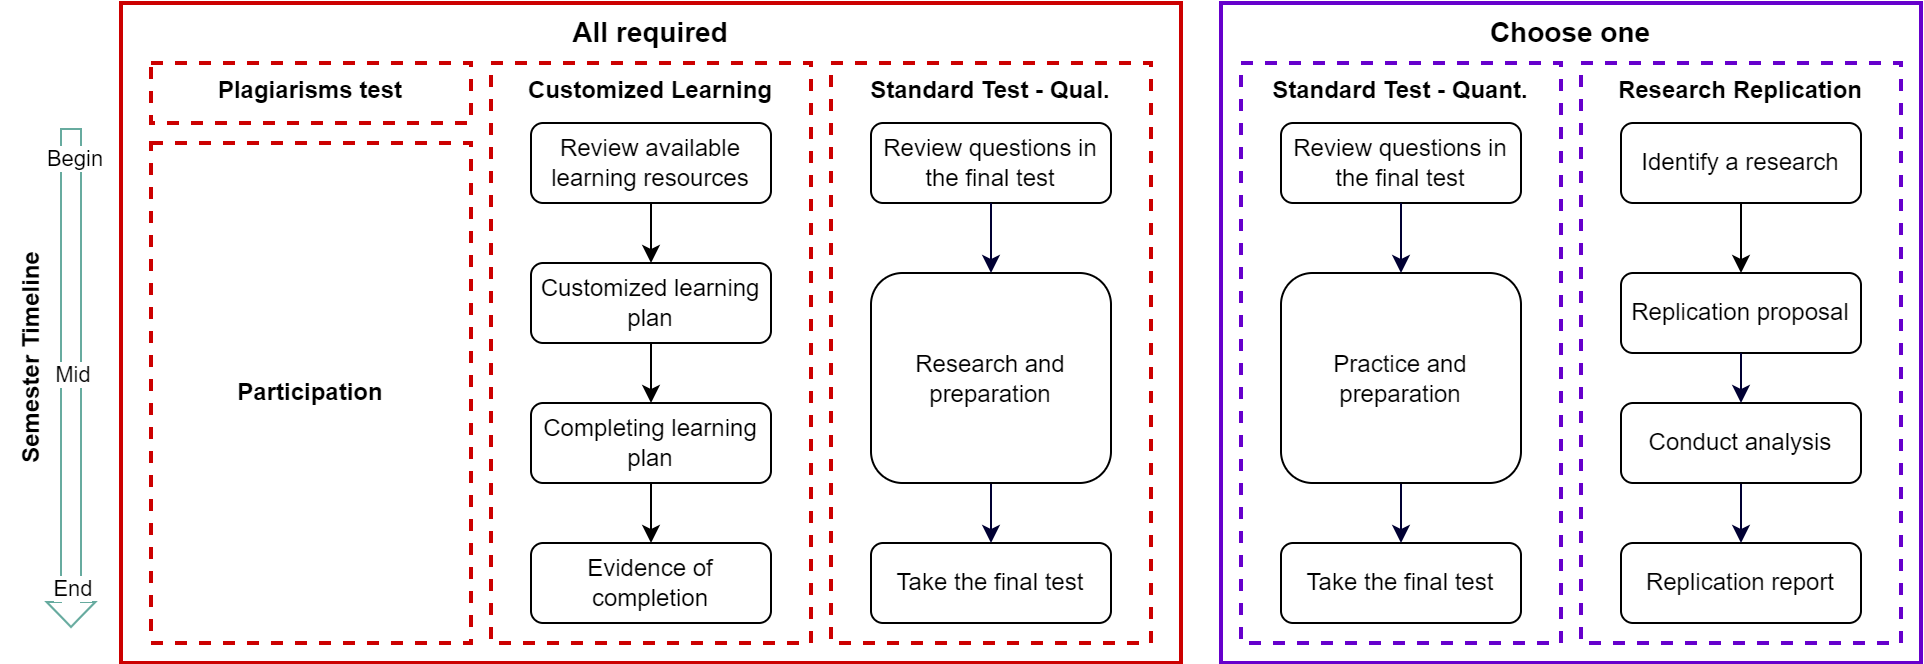 All required
Choose one
Plagiarisms test
Customized Learning
Standard Test - Qual.
Standard Test - Quant.
Research Replication
Semester Timeline
Begin
Mid
End
Participation
Review available
learning resources
Customized learning
plan
Completing learning
plan
Evidence of
completion
Review questions in
the final test
Research and
preparation
Take the final test
Review questions in
the final test
Practice and
preparation
Take the final test
Identify a research
Replication proposal
Conduct analysis
Replication report